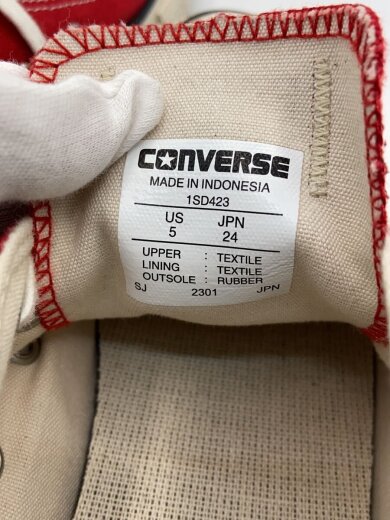 CONVERSE
MADE IN INDONESIA
1SD423
US JPN
5 24
UPPER : TEXTILE
LINING : TEXTILE
OUTSOLE : RUBBER
SJ 2301 JPN